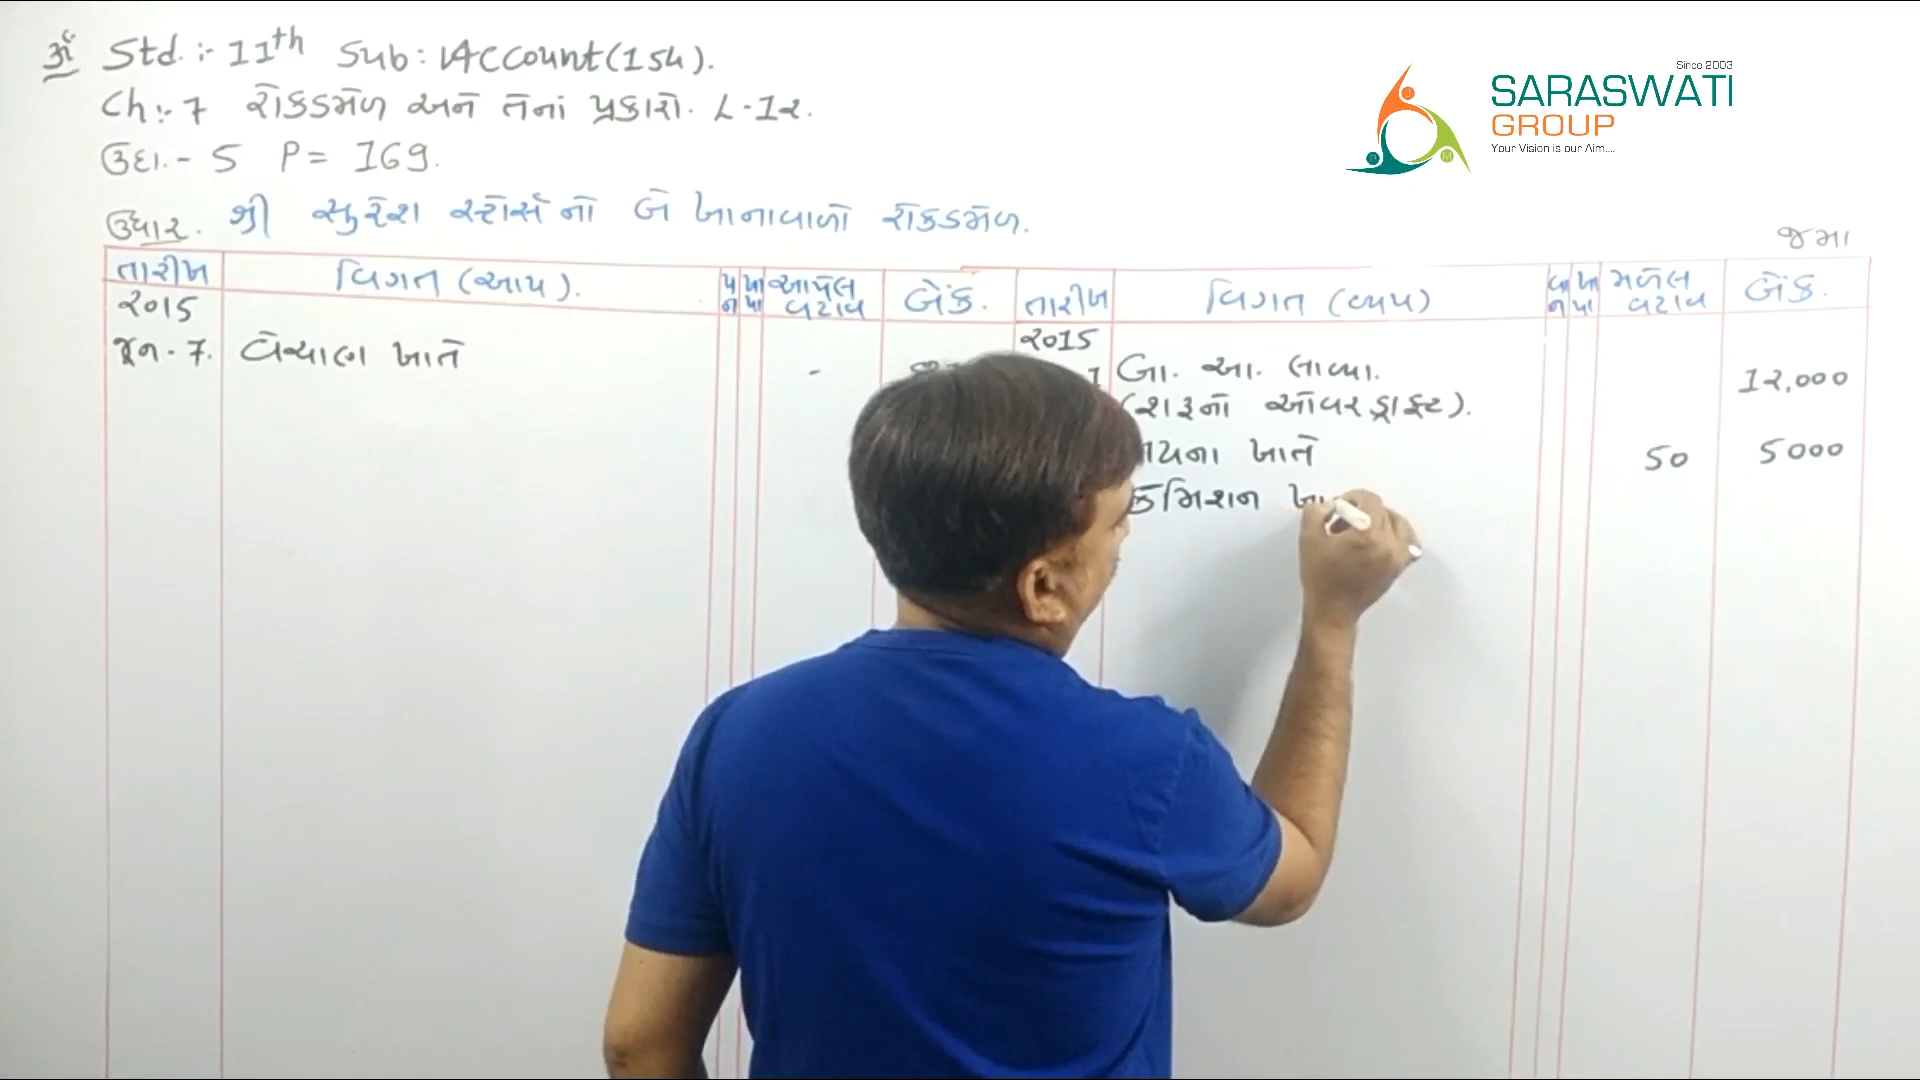 ૐ Std.:- 11th Sub: Account(154).
Ch:- 7 રોકડમેળ અને તેનાં પ્રકારો. L-12.
ઉદા.- 5 P= 169.
ઉધાર. શ્રી સુરેશ સ્ટોર્સ નો બે ખાનાવાળો રોકડમેળ.
જમા
તારીખ વિગત (આવક). પ ન ખા પા આપેલ વટાવ બેંક. તારીખ વિગત (વ્યય) વા ન ખા પા મળેલ વટાવ બેંક.
2015 2015
જૂન- 7. વેચાણ ખાતે - 1 બા. આ. લાવ્યા. 12,000
(શરૂનો ઓવરડ્રાફ્ટ).
ખાતે 50 5000
કમિશન
Since 2003
SARASWATI
GROUP
Your Vision is our Aim....